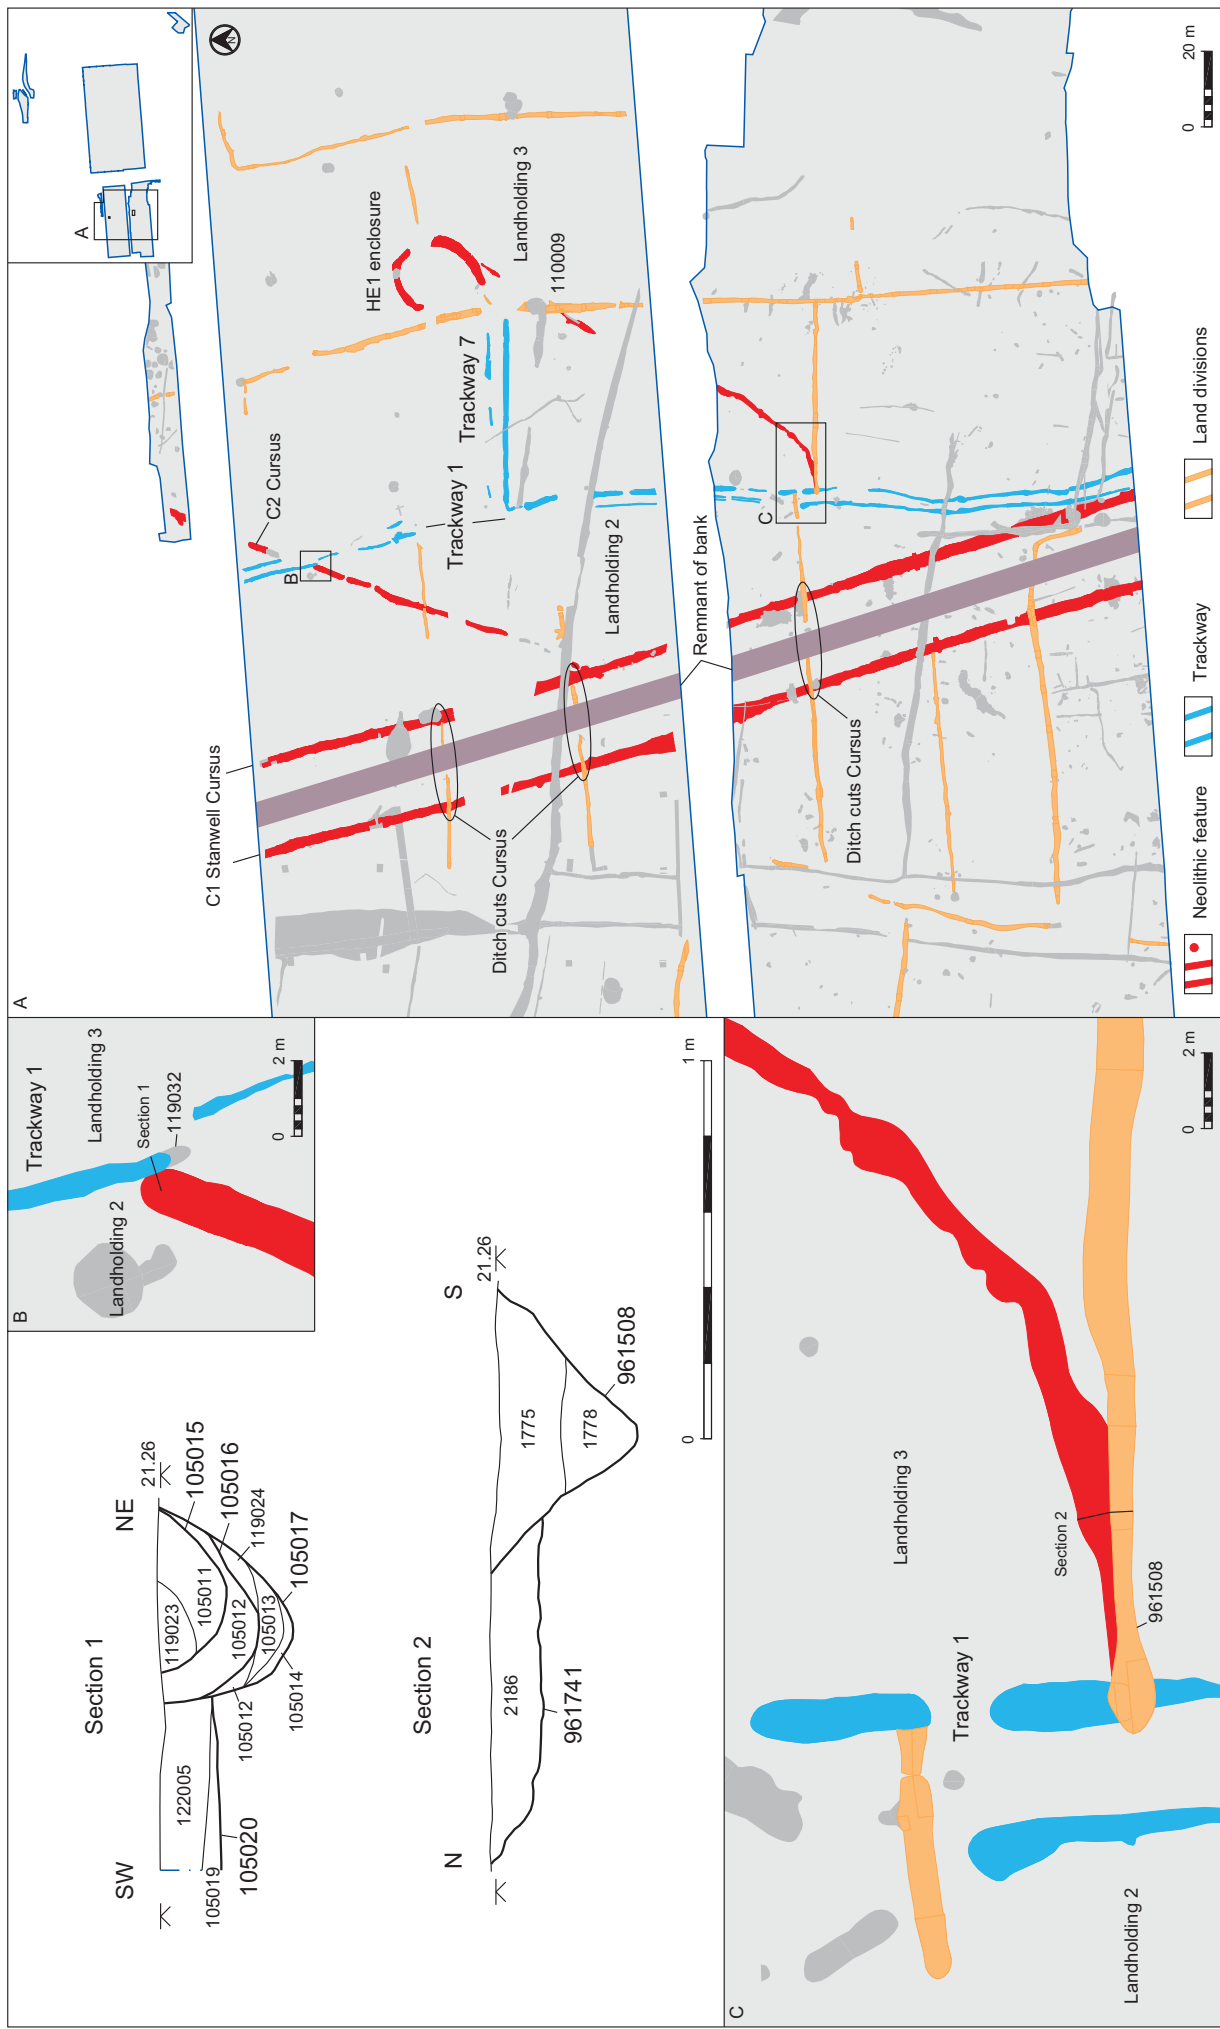 A
A
N
C1 Stanwell Cursus
C2 Cursus
B
HE1 enclosure
Trackway 1
Trackway 7
Landholding 3
110009
Landholding 2
Ditch cuts Cursus
Remnant of bank
C
Ditch cuts Cursus
0 20 m
Neolithic feature
Trackway
Land divisions
B
Trackway 1
Landholding 3
Landholding 2
Section 1
119032
0 2 m
Section 1
SW
NE
21.26
122005
105019
105020
119023
105011
105012
105012
105013
105014
105015
105016
119024
105017
Section 2
N
S
21.26
2186
961741
1775
1778
961508
0 1 m
C
Landholding 3
Section 2
Trackway 1
961508
Landholding 2
0 2 m